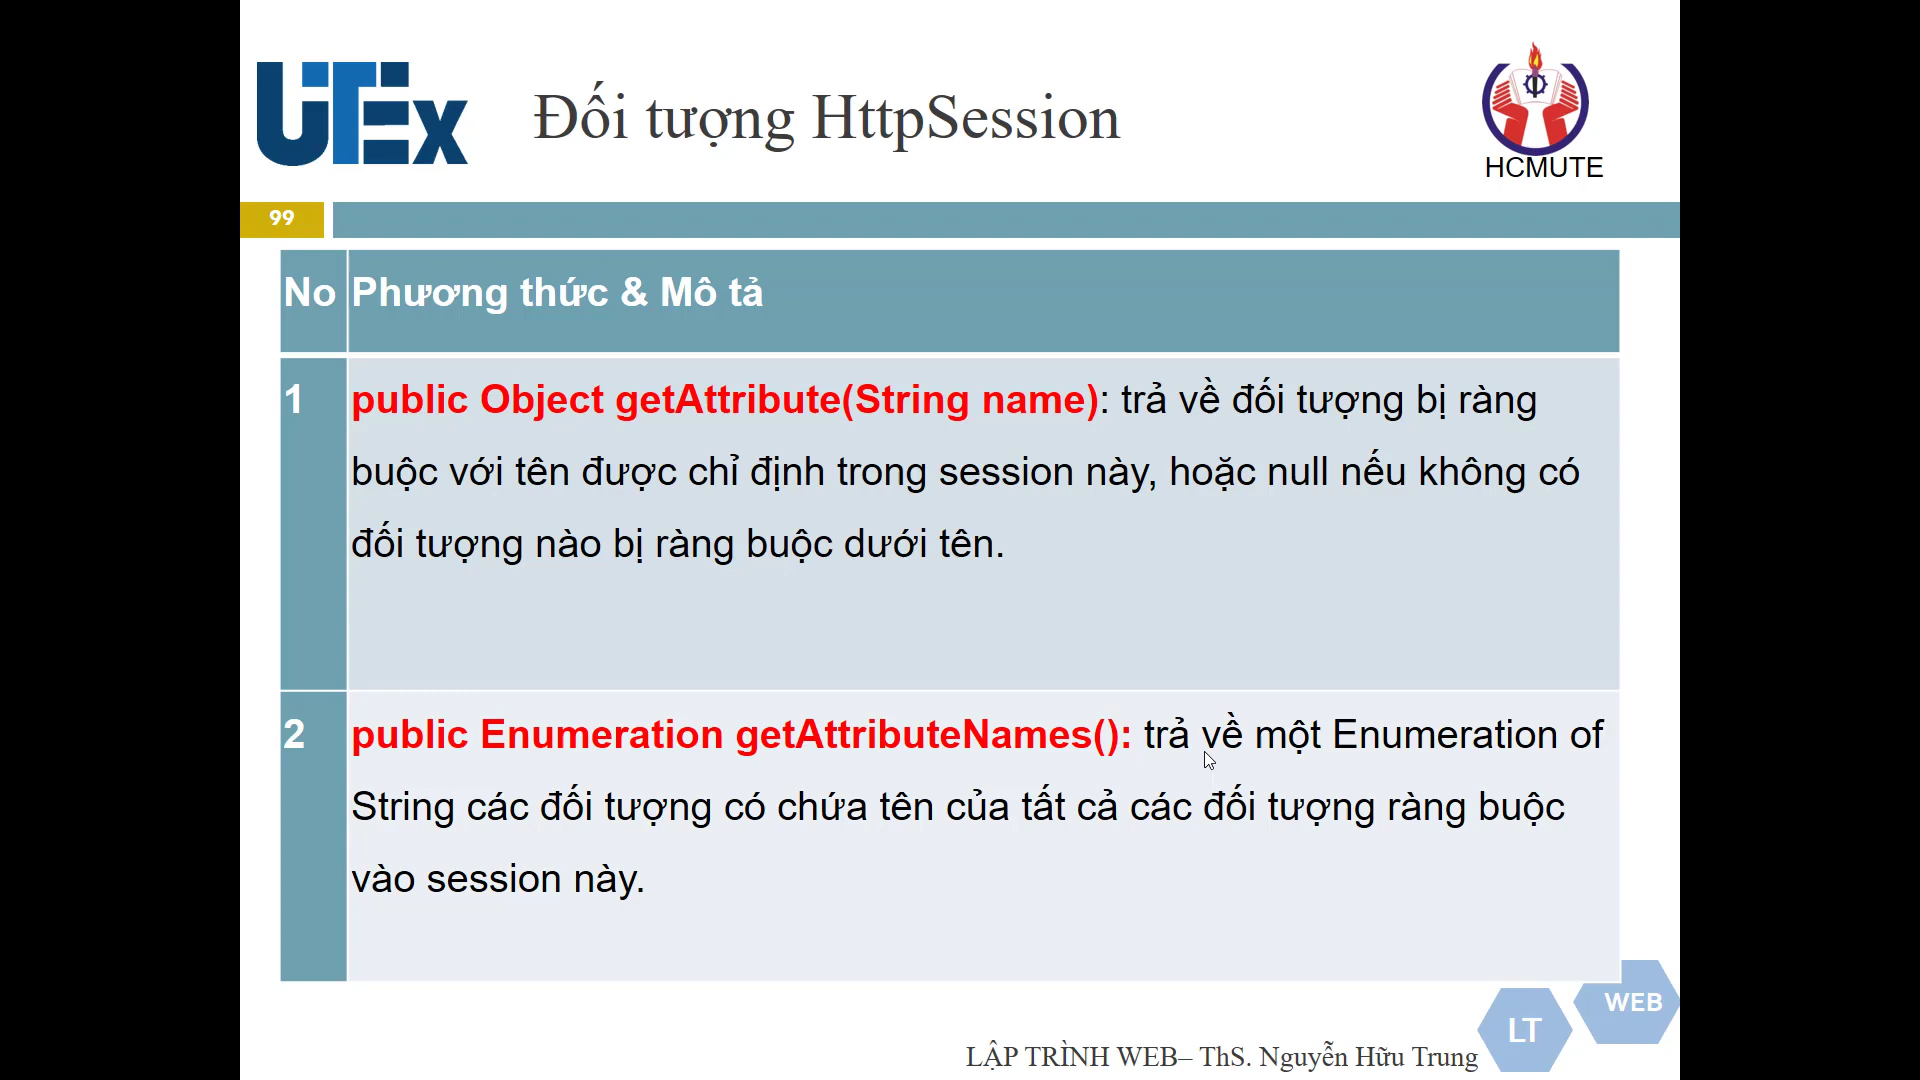 UTEx
Đối tượng HttpSession
HCMUTE
99
No Phương thức & Mô tả
1 public Object getAttribute(String name): trả về đối tượng bị ràng
buộc với tên được chỉ định trong session này, hoặc null nếu không có
đối tượng nào bị ràng buộc dưới tên.
2 public Enumeration getAttributeNames(): trả về một Enumeration of
String các đối tượng có chứa tên của tất cả các đối tượng ràng buộc
vào session này.
WEB
LT
LẬP TRÌNH WEB– ThS. Nguyễn Hữu Trung